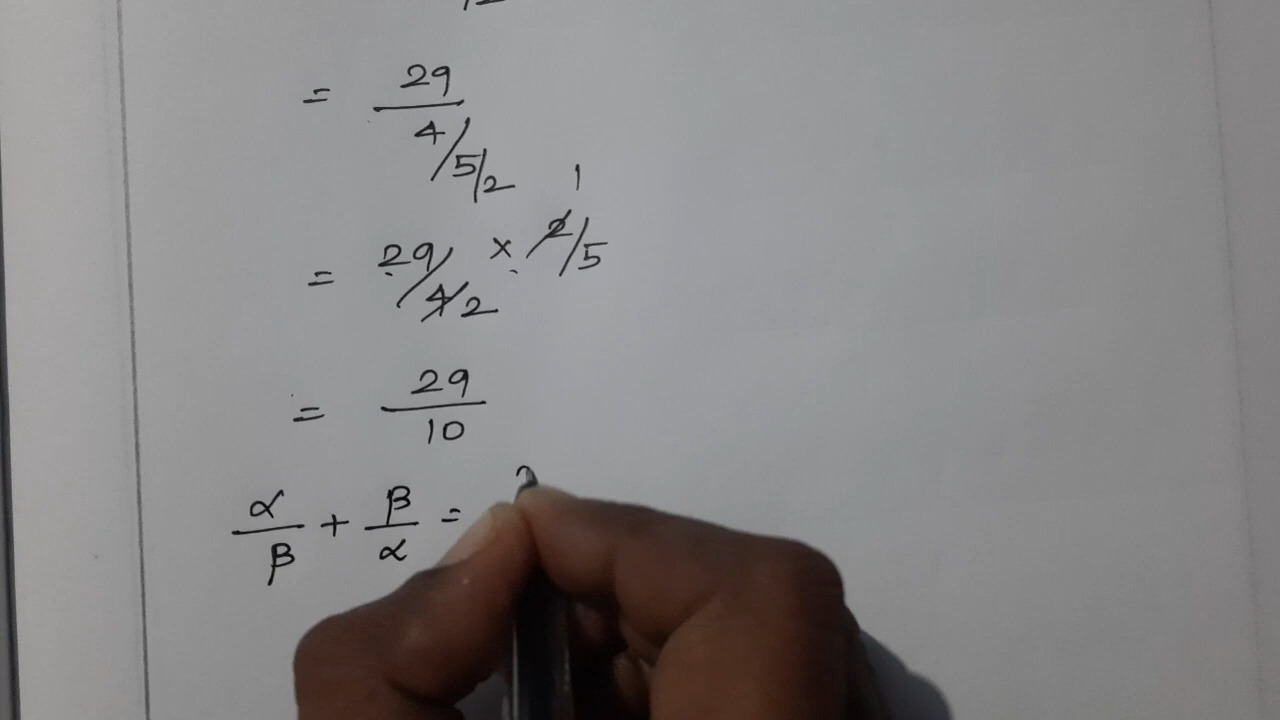 = 29
4/5/2
1
= 29/4 2 × 2/5
= 29
10
α/β + β/α =